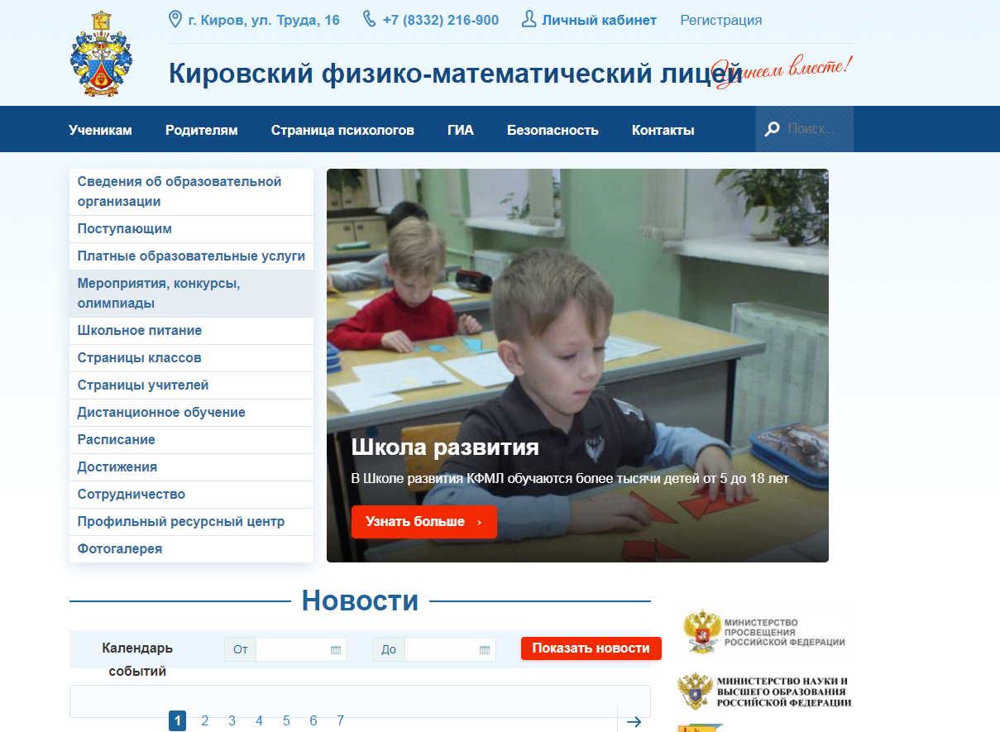 г. Киров, ул. Труда, 16 +7 (8332) 216-900 Личный кабинет Регистрация
Кировский физико-математический лицей
вместе!
Ученикам Родителям Страница психологов ГИА Безопасность Контакты Поиск...
Сведения об образовательной
организации
Поступающим
Платные образовательные услуги
Мероприятия, конкурсы,
олимпиады
Школьное питание
Страницы классов
Страницы учителей
Дистанционное обучение
Расписание
Достижения
Сотрудничество
Профильный ресурсный центр
Фотогалерея
Школа развития
В Школе развития КФМЛ обучаются более тысячи детей от 5 до 18 лет
Узнать больше ›
Новости
Календарь
событий
От До Показать новости
1 2 3 4 5 6 7 →
МИНИСТЕРСТВО
ПРОСВЕЩЕНИЯ
РОССИЙСКОЙ ФЕДЕРАЦИИ
МИНИСТЕРСТВО НАУКИ И
ВЫСШЕГО ОБРАЗОВАНИЯ
РОССИЙСКОЙ ФЕДЕРАЦИИ